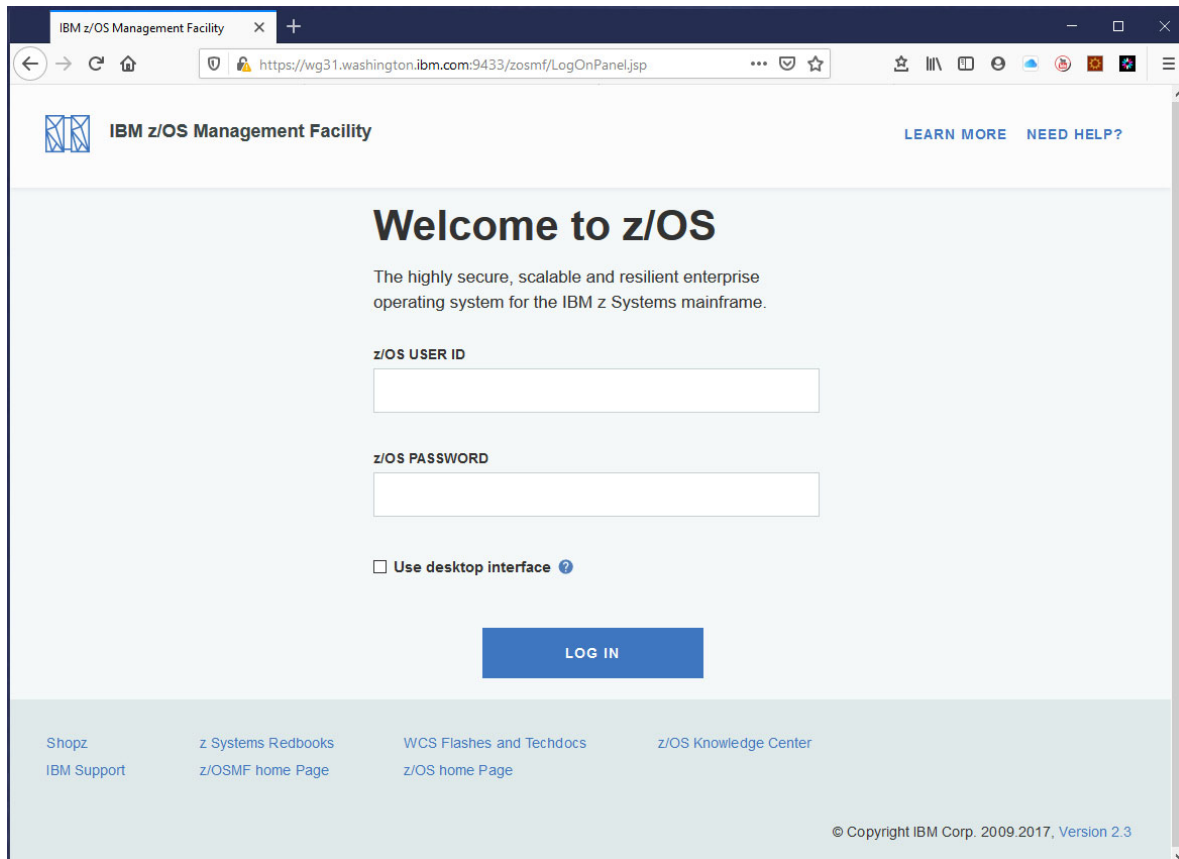 IBM z/OS Management Facility
https://wg31.washington.ibm.com:9433/zosmf/LogOnPanel.jsp
IBM z/OS Management Facility
LEARN MORE NEED HELP?
Welcome to z/OS
The highly secure, scalable and resilient enterprise
operating system for the IBM z Systems mainframe.
z/OS USER ID
z/OS PASSWORD
Use desktop interface ?
LOG IN
Shopz z Systems Redbooks WCS Flashes and Techdocs z/OS Knowledge Center
IBM Support z/OSMF home Page z/OS home Page
© Copyright IBM Corp. 2009.2017, Version 2.3